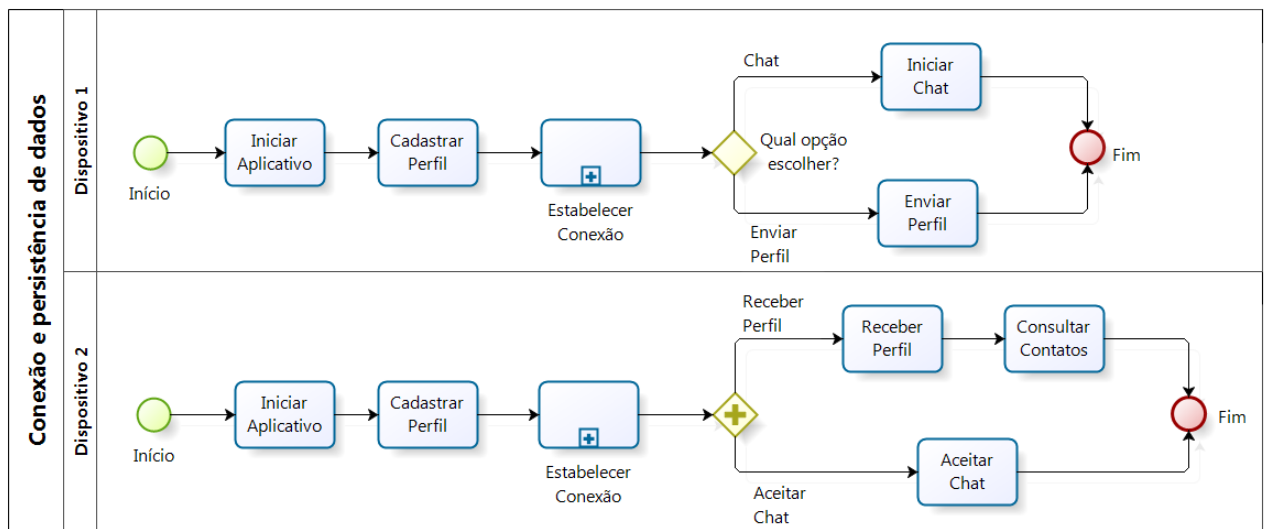 Conexão e persistência de dados
Dispositivo 1
Início
Iniciar
Aplicativo
Cadastrar
Perfil
Estabelecer
Conexão
Qual opção
escolher?
Chat
Iniciar
Chat
Enviar
Perfil
Enviar
Perfil
Fim
Dispositivo 2
Início
Iniciar
Aplicativo
Cadastrar
Perfil
Estabelecer
Conexão
Receber
Perfil
Receber
Perfil
Consultar
Contatos
Aceitar
Chat
Aceitar
Chat
Fim